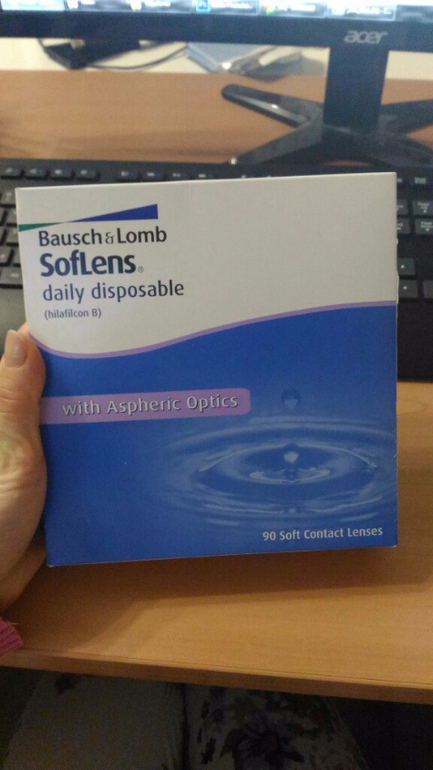 acer
Bausch & Lomb
SofLens®
daily disposable
(hilafilcon B)
with Aspheric Optics
90 Soft Contact Lenses